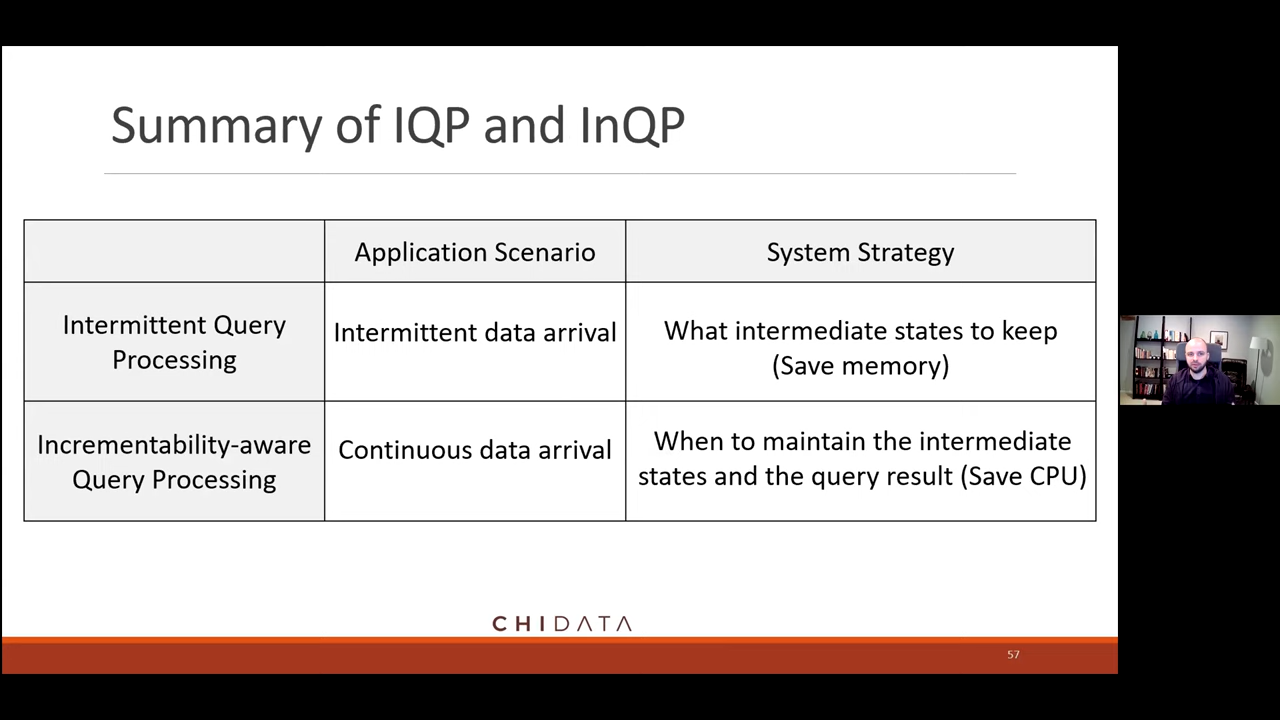 Summary of IQP and InQP
Application Scenario
System Strategy
Intermittent Query
Processing
Intermittent data arrival
What intermediate states to keep
(Save memory)
Incrementability-aware
Query Processing
Continuous data arrival
When to maintain the intermediate
states and the query result (Save CPU)
CHIDATA
57